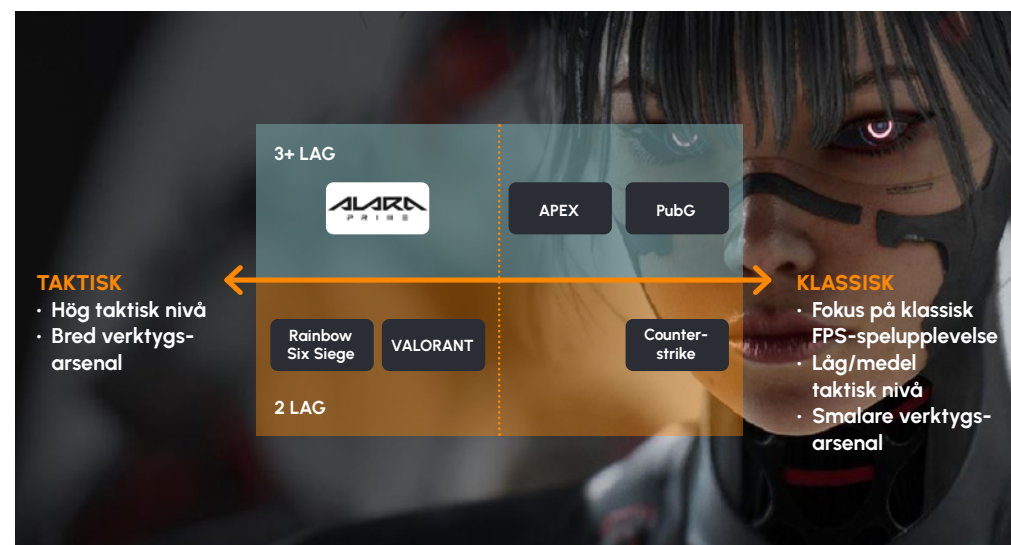 3+ LAG
ALARA
PRIME
APEX
PubG
TAKTISK
· Hög taktisk nivå
· Bred verktygs-
arsenal
KLASSISK
· Fokus på klassisk
FPS-spelupplevelse
· Låg/medel
taktisk nivå
· Smalare verktygs-
arsenal
Rainbow
Six Siege
VALORANT
Counter-
strike
2 LAG